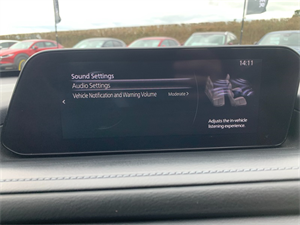 14:11
Sound Settings
Audio Settings
Vehicle Notification and Warning Volume Moderate >
<
Adjusts the in-vehicle
listening experience.